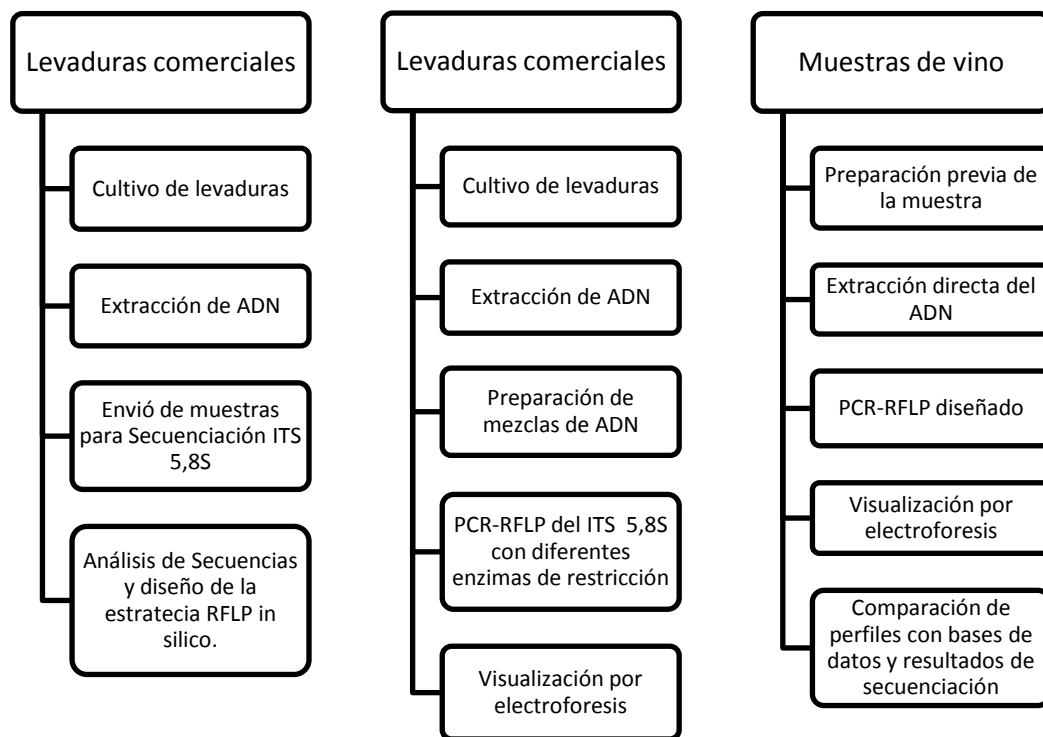 Levaduras comerciales
Cultivo de levaduras
Extracción de ADN
Envió de muestras
para Secuenciación ITS
5,8S
Análisis de Secuencias
y diseño de la
estratecia RFLP in
silico.
Levaduras comerciales
Cultivo de levaduras
Extracción de ADN
Preparación de
mezclas de ADN
PCR-RFLP del ITS 5,8S
con diferentes
enzimas de restricción
Visualización por
electroforesis
Muestras de vino
Preparación previa de
la muestra
Extracción directa del
ADN
PCR-RFLP diseñado
Visualización por
electroforesis
Comparación de
perfiles con bases de
datos y resultados de
secuenciación